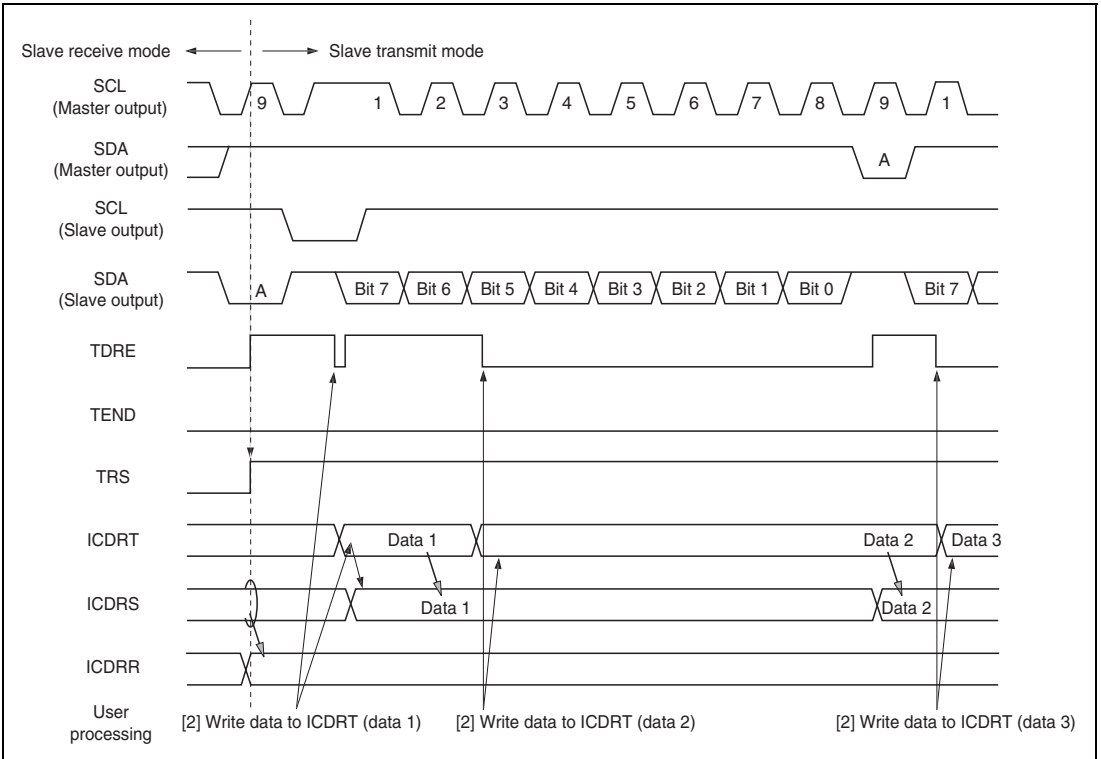 Slave receive mode Slave transmit mode
SCL
(Master output)
9 1 2 3 4 5 6 7 8 9 1
SDA
(Master output)
A
SCL
(Slave output)
SDA
(Slave output)
A Bit 7 Bit 6 Bit 5 Bit 4 Bit 3 Bit 2 Bit 1 Bit 0 Bit 7
TDRE
TEND
TRS
ICDRT Data 1 Data 2 Data 3
ICDRS Data 1 Data 2
ICDRR
User
processing
[2] Write data to ICDRT (data 1) [2] Write data to ICDRT (data 2) [2] Write data to ICDRT (data 3)